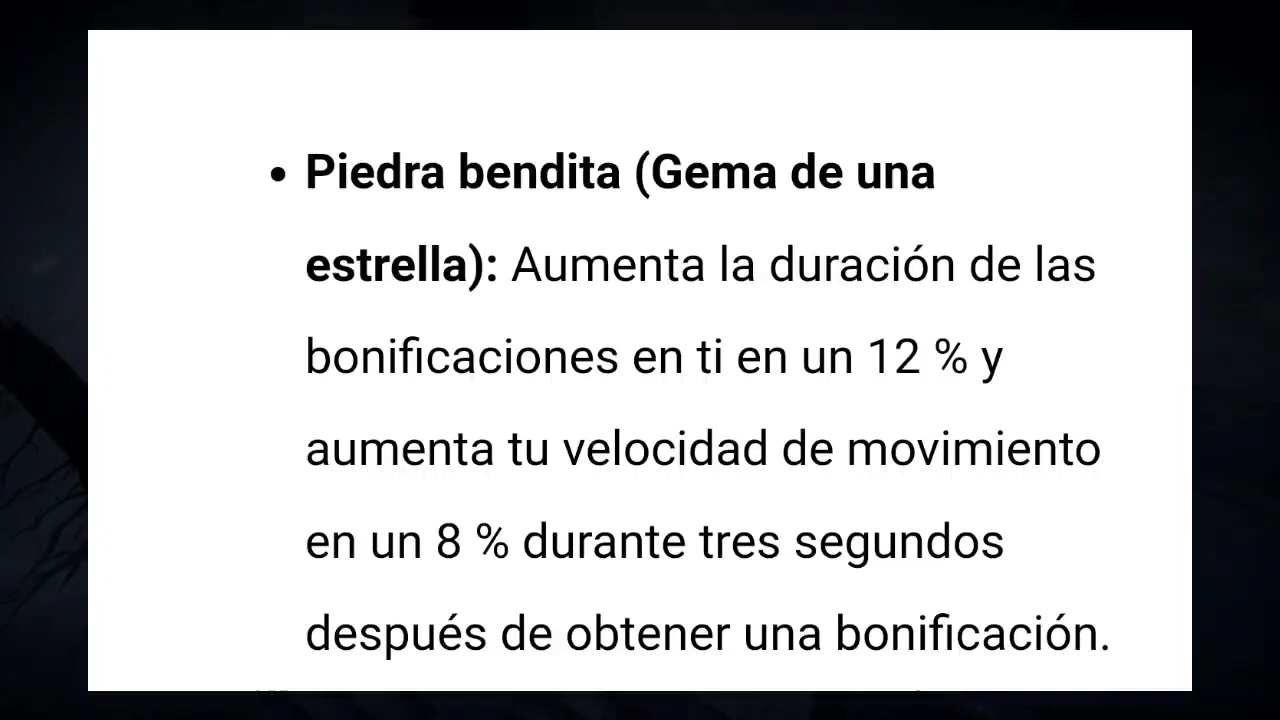 • Piedra bendita (Gema de una
estrella): Aumenta la duración de las
bonificaciones en ti en un 12 % y
aumenta tu velocidad de movimiento
en un 8 % durante tres segundos
después de obtener una bonificación.